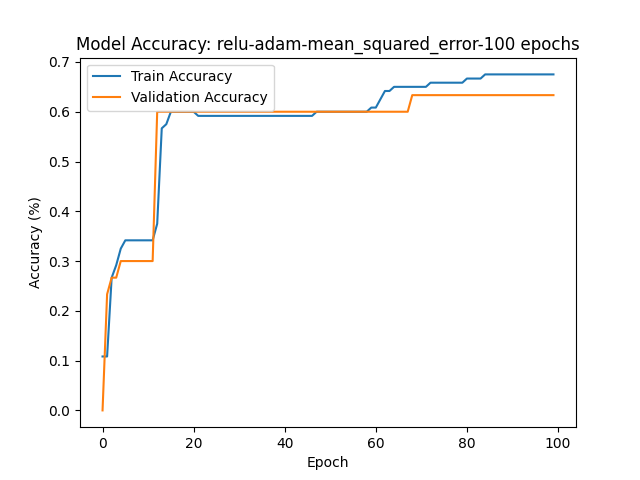 Model Accuracy: relu-adam-mean_squared_error-100 epochs
Train Accuracy
Validation Accuracy
Accuracy (%)
0.7
0.6
0.5
0.4
0.3
0.2
0.1
0.0
0 20 40 60 80 100
Epoch